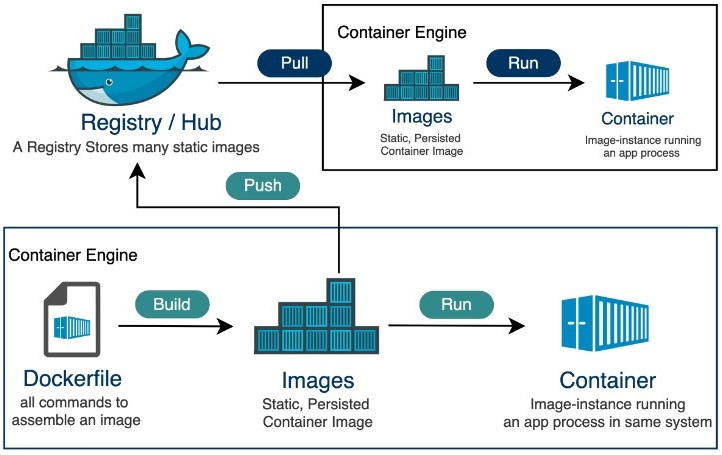 Container Engine
Pull
Run
Registry / Hub
A Registry Stores many static images
Images
Static, Persisted
Container Image
Container
Image-instance running
an app process
Push
Container Engine
Build
Run
Dockerfile
all commands to
assemble an image
Images
Static, Persisted
Container Image
Container
Image-instance running
an app process in same system